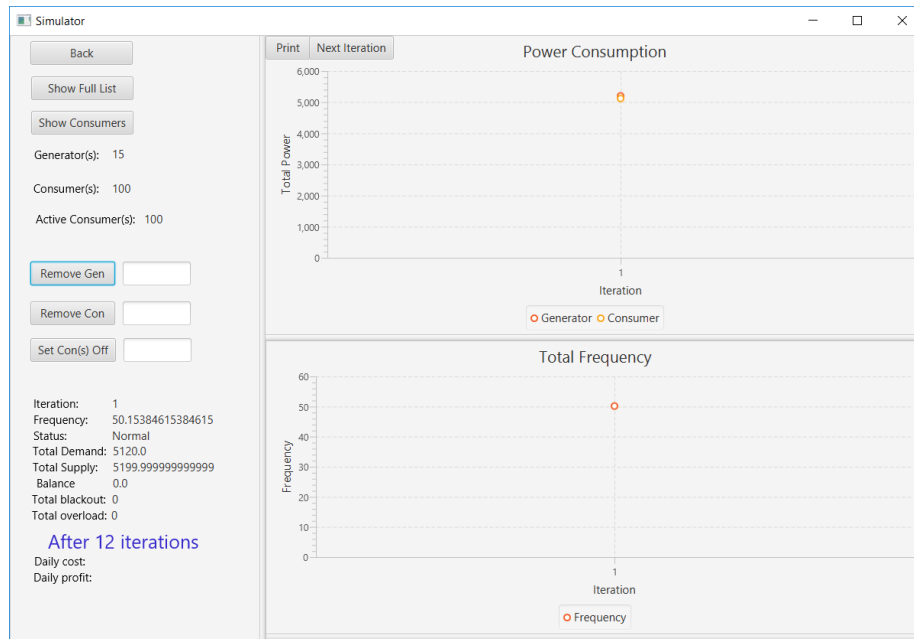 Simulator
Back
Show Full List
Show Consumers
Generator(s): 15
Consumer(s): 100
Active Consumer(s): 100
Remove Gen
Remove Con
Set Con(s) Off
Iteration: 1
Frequency: 50.15384615384615
Status: Normal
Total Demand: 5120.0
Total Supply: 5199.999999999999
Balance 0.0
Total blackout: 0
Total overload: 0
After 12 iterations
Daily cost:
Daily profit:
Print Next Iteration
Power Consumption
Total Power
6,000
5,000
4,000
3,000
2,000
1,000
0
1
Iteration
Generator Consumer
Total Frequency
Frequency
60
50
40
30
20
10
0
1
Iteration
Frequency